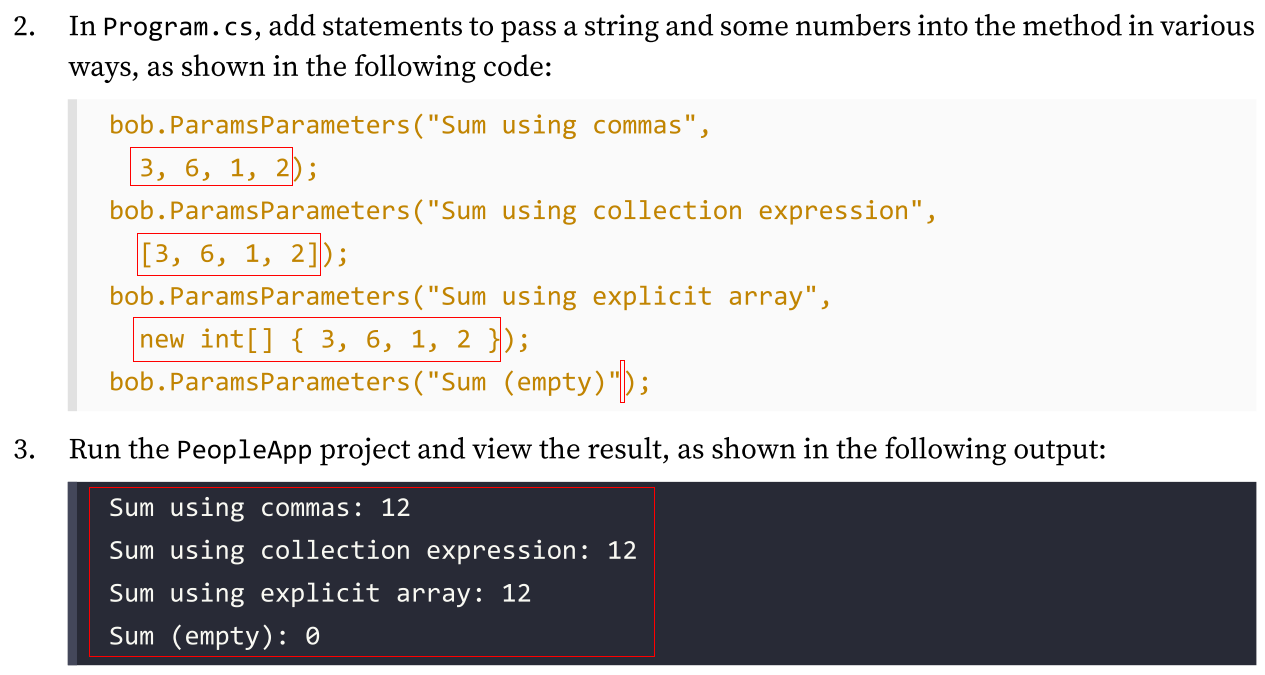 2. In Program.cs, add statements to pass a string and some numbers into the method in various
ways, as shown in the following code:
bob.ParamsParameters("Sum using commas",
3, 6, 1, 2);
bob.ParamsParameters("Sum using collection expression",
[3, 6, 1, 2]);
bob.ParamsParameters("Sum using explicit array",
new int[] { 3, 6, 1, 2 });
bob.ParamsParameters("Sum (empty)");
3. Run the PeopleApp project and view the result, as shown in the following output:
Sum using commas: 12
Sum using collection expression: 12
Sum using explicit array: 12
Sum (empty): 0